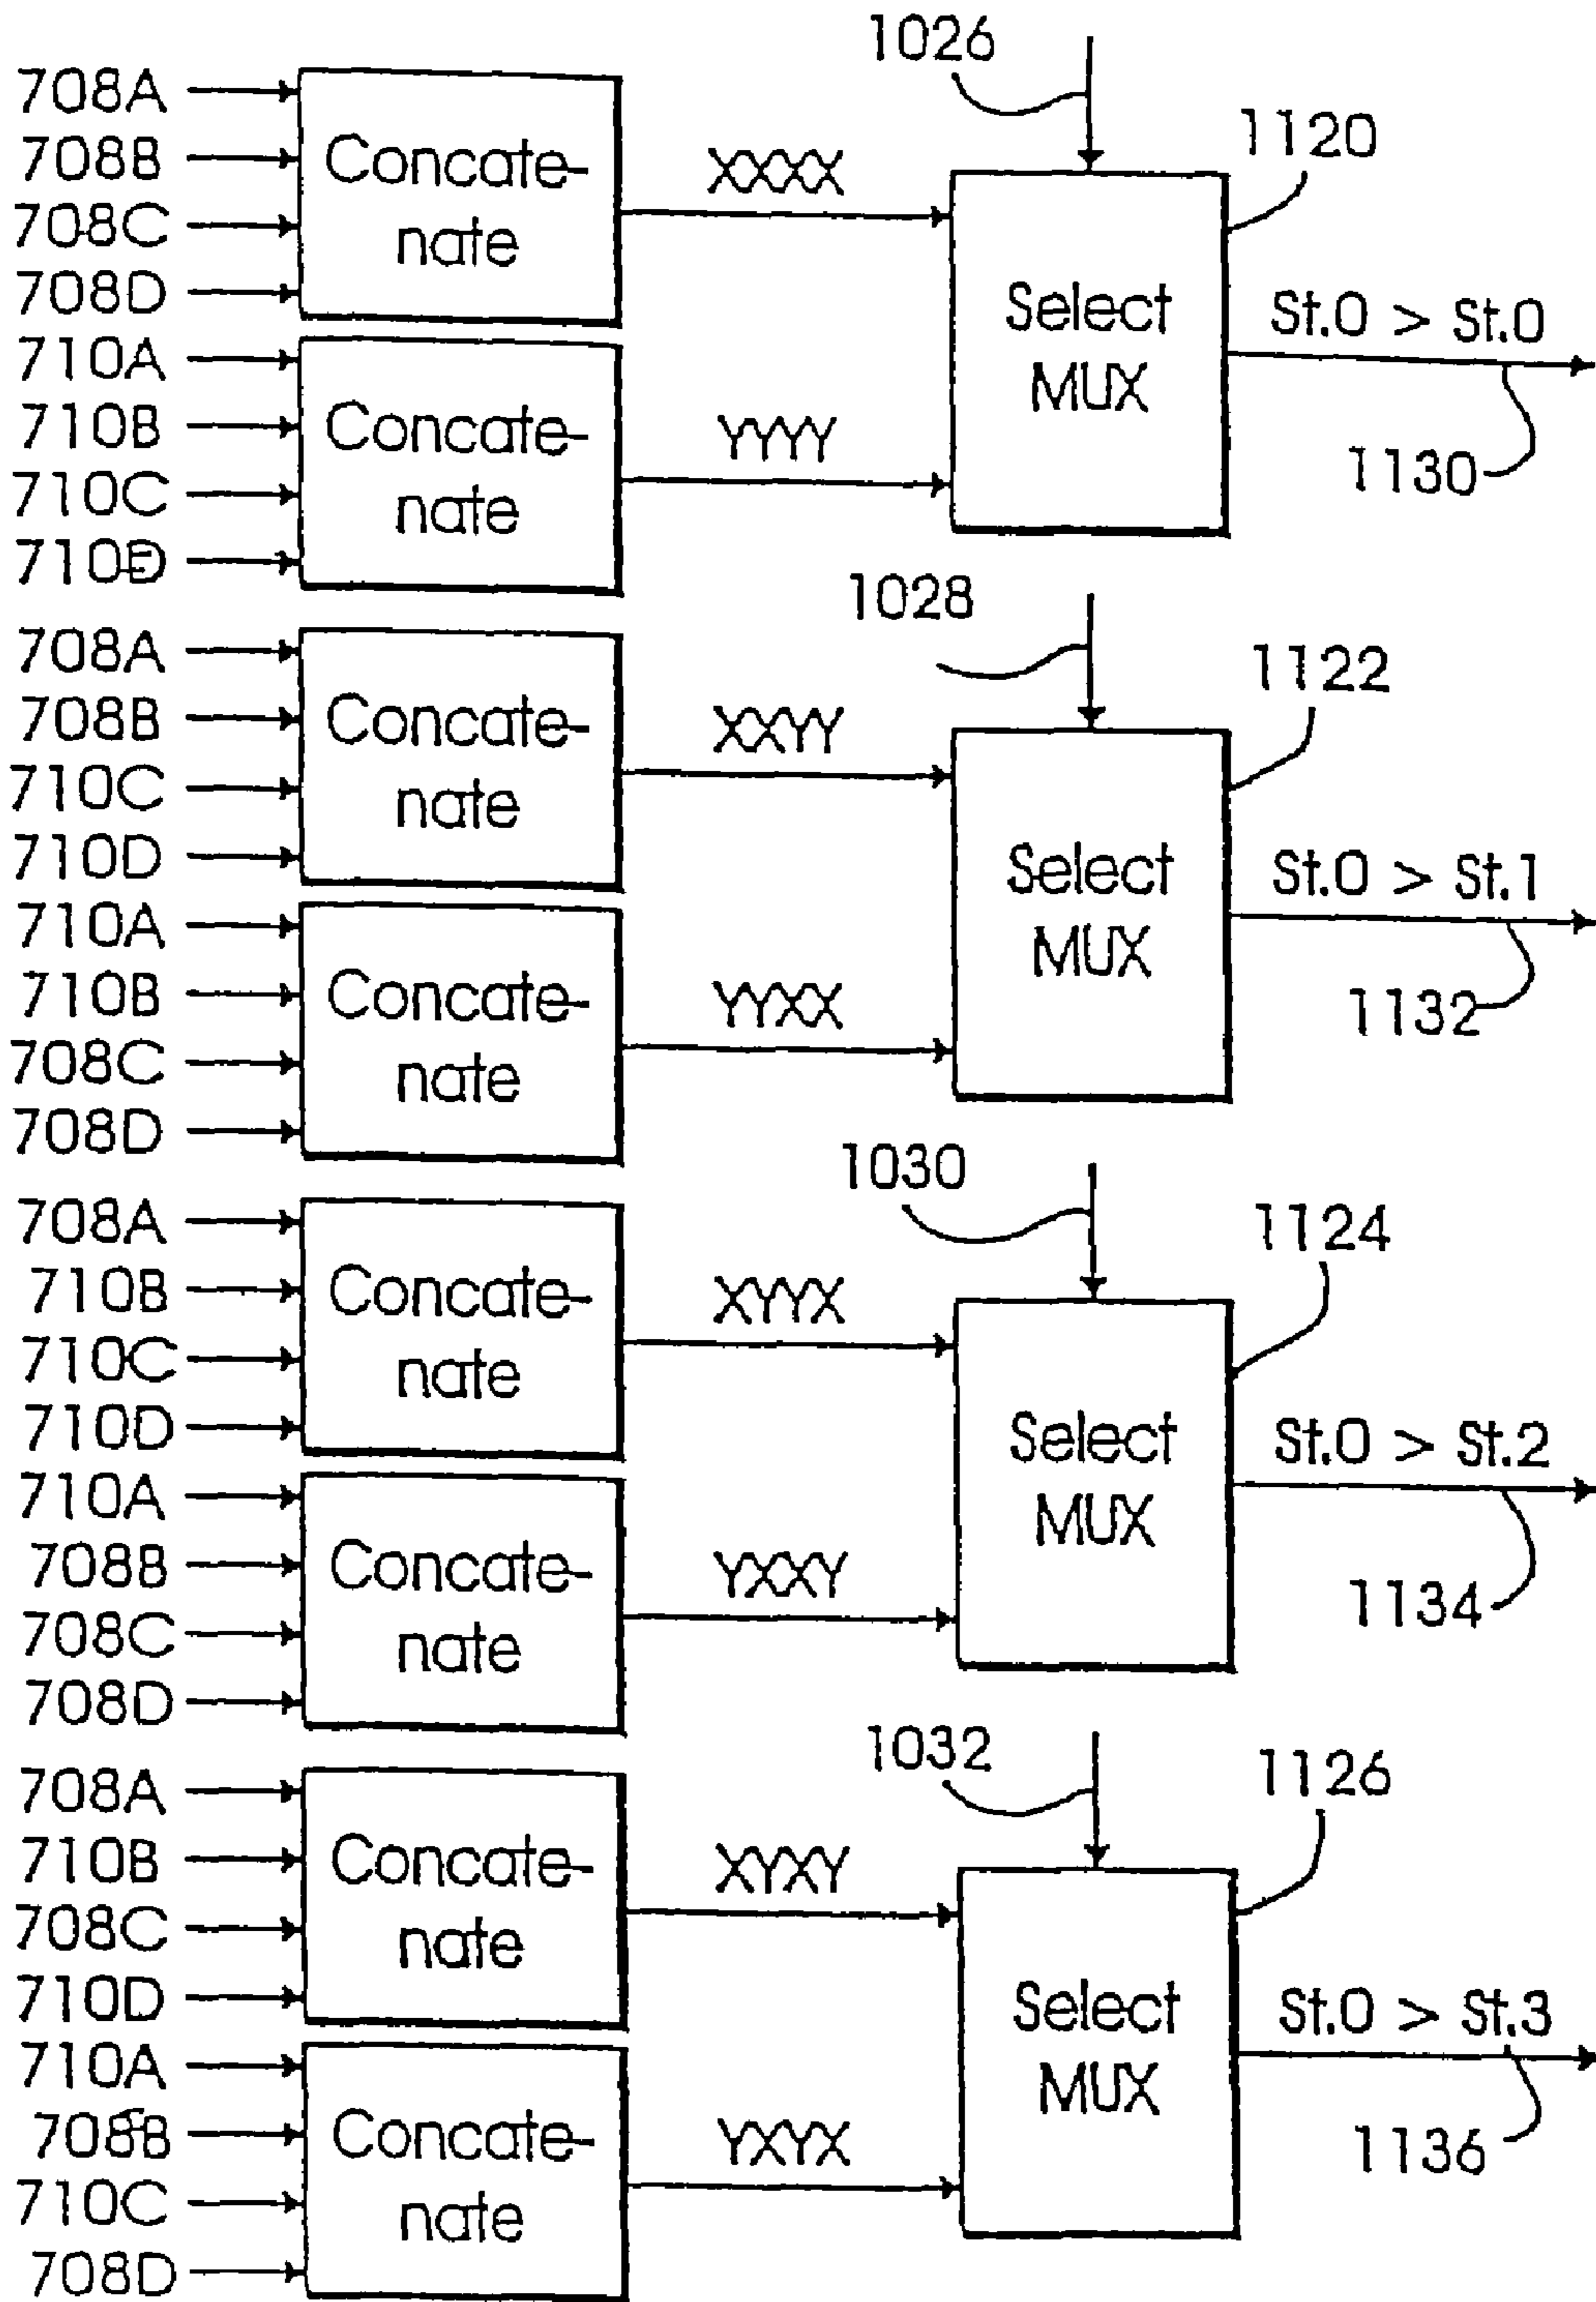 708A
708B
708C
708D
Concate-
nate
XXXX
1026
1120
Select
MUX
St.0 > St.0
1130
710A
710B
710C
710D
Concate-
nate
YYYY
708A
708B
710C
710D
Concate-
nate
XXYY
1028
1122
Select
MUX
St.0 > St.1
1132
710A
710B
708C
708D
Concate-
nate
YYXX
708A
710B
710C
710D
Concate-
nate
XYYX
1030
1124
Select
MUX
St.0 > St.2
1134
710A
708B
708C
708D
Concate-
nate
YXXY
708A
710B
708C
710D
Concate-
nate
XYXY
1032
1126
Select
MUX
St.0 > St.3
1136
710A
708B
710C
708D
Concate-
nate
YXYX